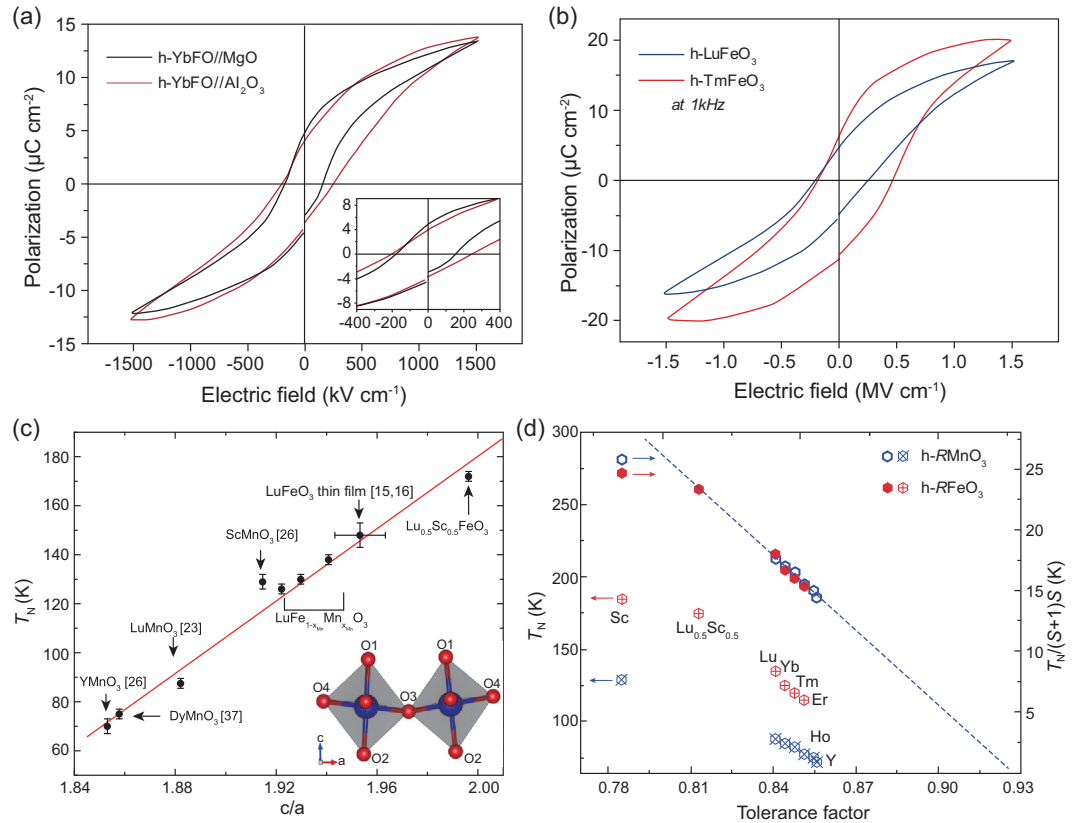 (a)
15
10
5
0
-5
-10
-15
Polarization (μC cm⁻²)
h-YbFO//MgO
h-YbFO//Al₂O₃
8
4
0
-4
-8
-400 -200 0 200 400
-1500 -1000 -500 0 500 1000 1500
Electric field (kV cm⁻¹)
(b)
20
10
0
-10
-20
Polarization (μC cm⁻²)
h-LuFeO₃
h-TmFeO₃
at 1kHz
-1.5 -1.0 -0.5 0.0 0.5 1.0 1.5
Electric field (MV cm⁻¹)
(c)
180
160
140
120
100
80
60
T_N (K)
LuFeO₃ thin film [15,16]
Lu₀.₅Sc₀.₅FeO₃
ScMnO₃ [26]
LuFe₁₋ₓMn MnₓMn O₃
LuMnO₃ [23]
YMnO₃ [26]
DyMnO₃ [37]
O1 O1
O4 O3 O4
O2 O2
c
a
1.84 1.88 1.92 1.96 2.00
c/a
(d)
300
250
200
150
100
T_N (K)
25
20
15
10
5
0
T_N/(S+1)S (K)
h-RMnO₃
h-RFeO₃
Sc
Lu₀.₅Sc₀.₅
Lu
Yb
Tm
Er
Ho
Y
0.78 0.81 0.84 0.87 0.90 0.93
Tolerance factor